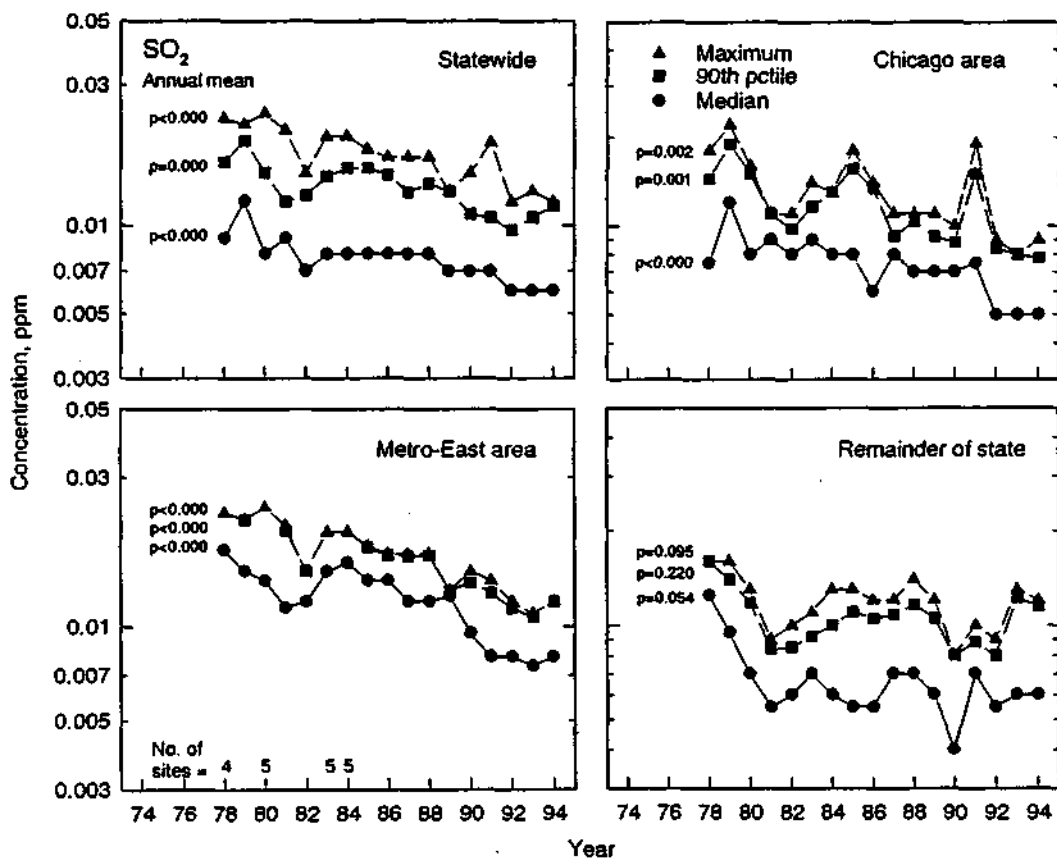 0.05
0.03
0.01
0.007
0.005
0.003
SO2
Annual mean
Statewide
p<0.000
p=0.000
p<0.000
Maximum
90th pctile
Median
Chicago area
p=0.002
p=0.001
p<0.000
Concentration, ppm
0.05
0.03
0.01
0.007
0.005
0.003
Metro-East area
p<0.000
p<0.000
p<0.000
No. of
sites = 4 5 5 5
Remainder of state
p=0.095
p=0.220
p=0.054
74 76 78 80 82 84 86 88 90 92 94
74 76 78 80 82 84 86 88 90 92 94
Year